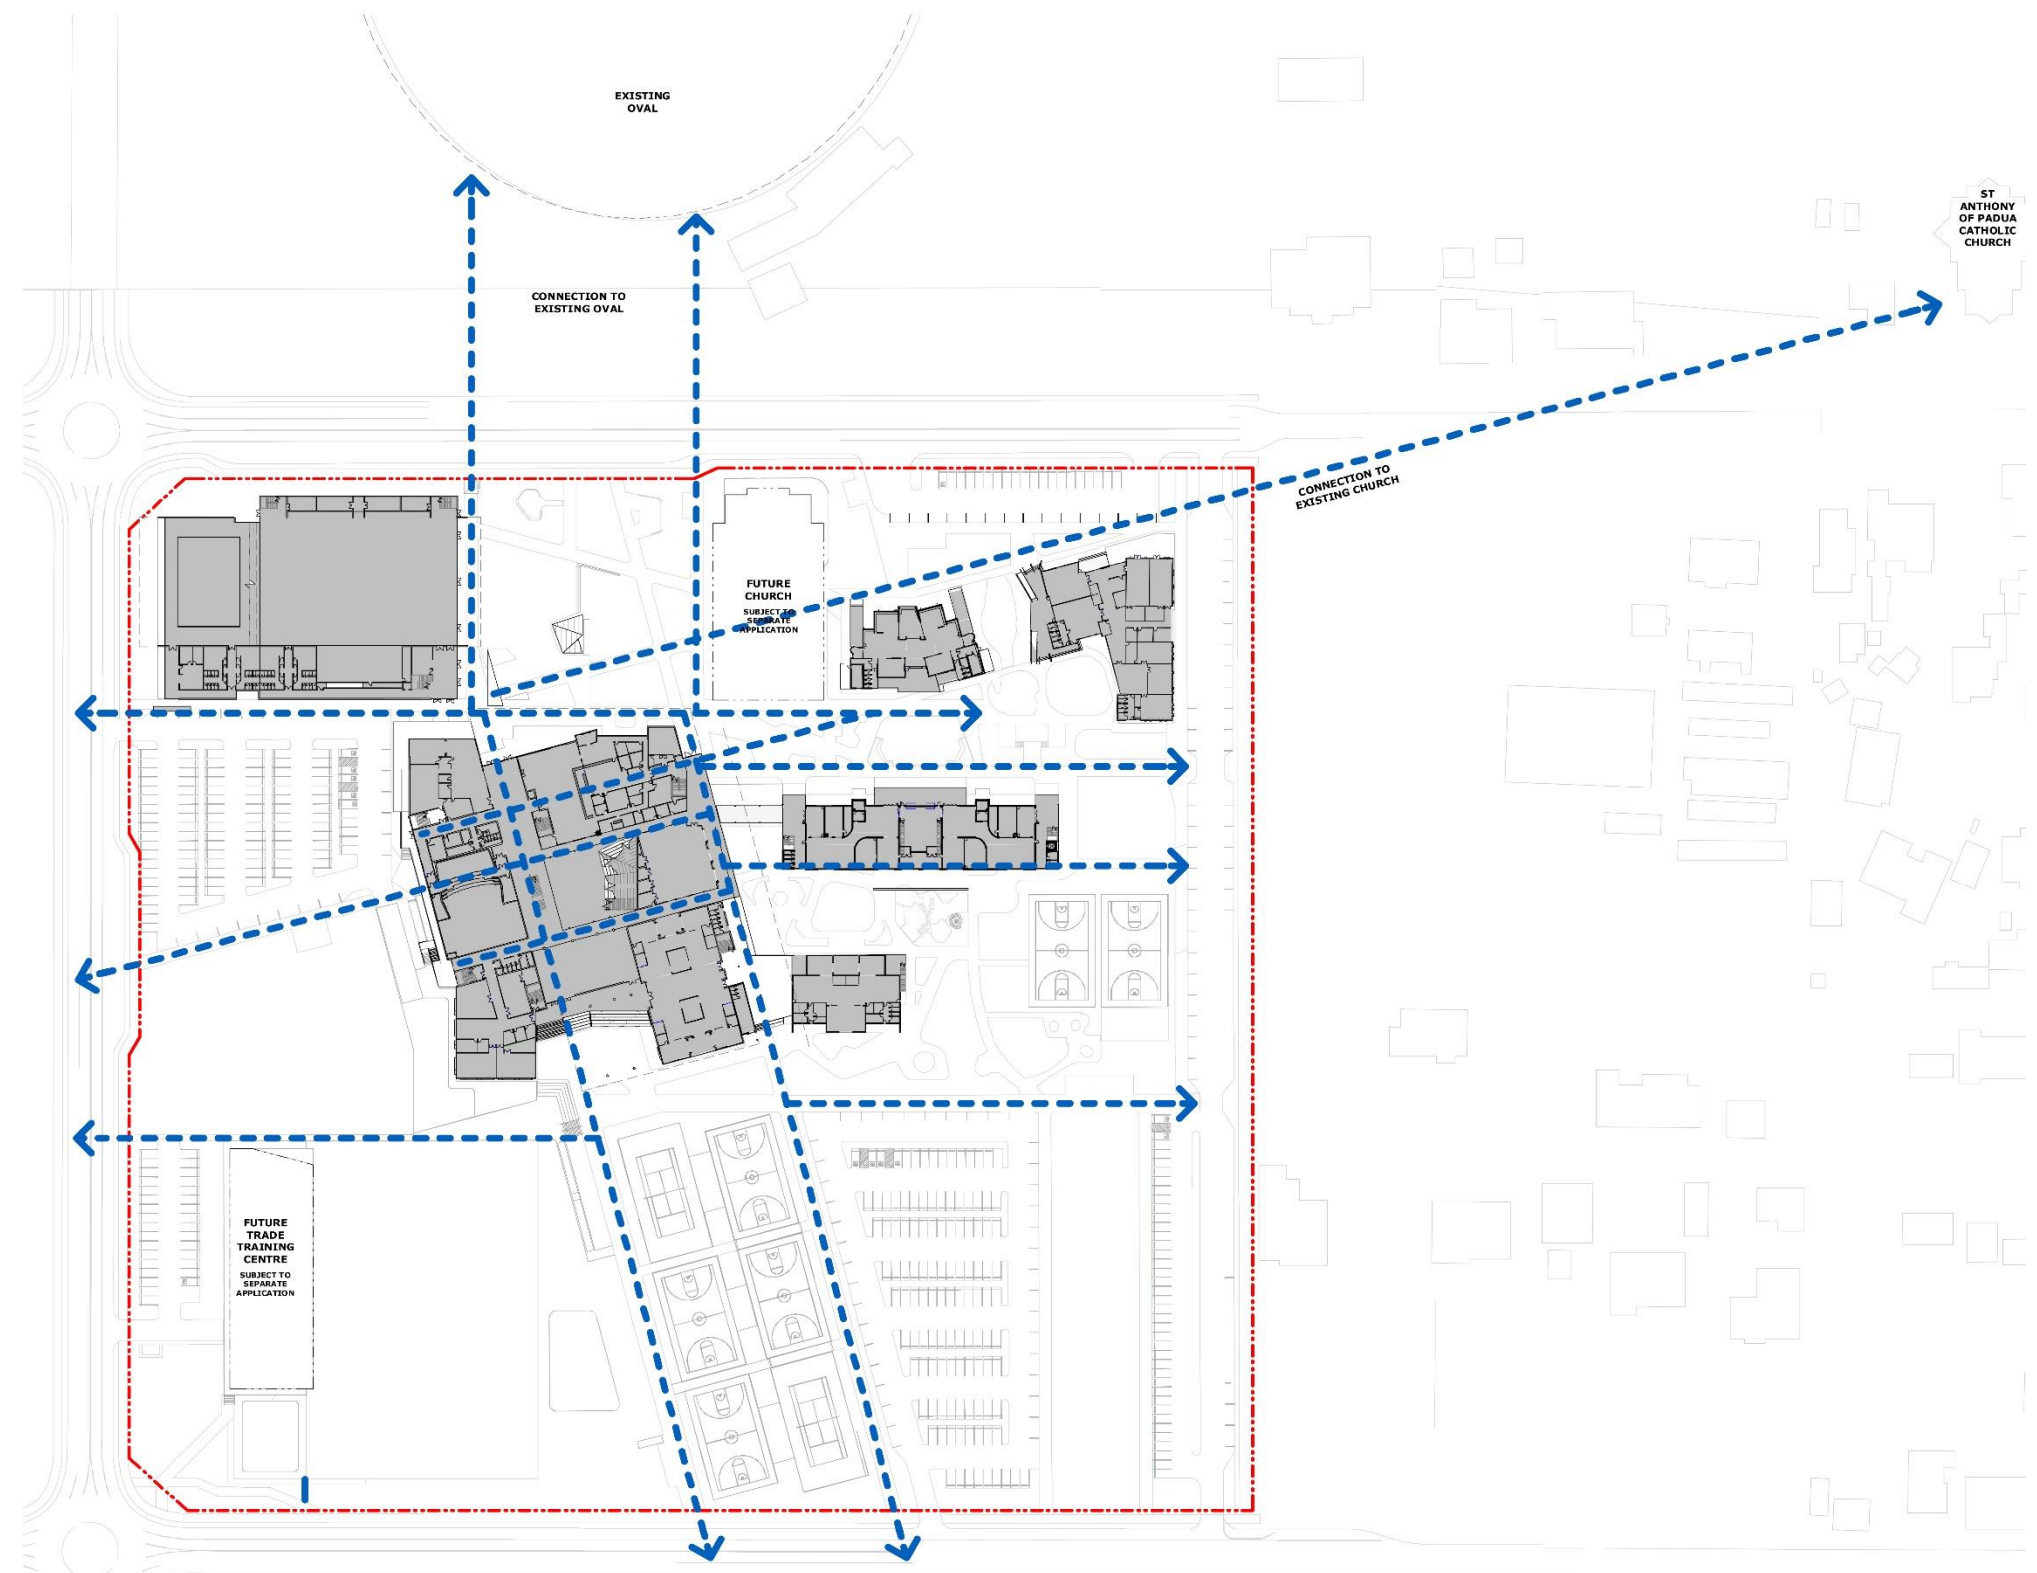 EXISTING
OVAL
ST
ANTHONY
OF PADUA
CATHOLIC
CHURCH
CONNECTION TO
EXISTING OVAL
CONNECTION TO
EXISTING CHURCH
FUTURE
CHURCH
SUBJECT TO
SEPARATE
APPLICATION
FUTURE
TRADE
TRAINING
CENTRE
SUBJECT TO
SEPARATE
APPLICATION